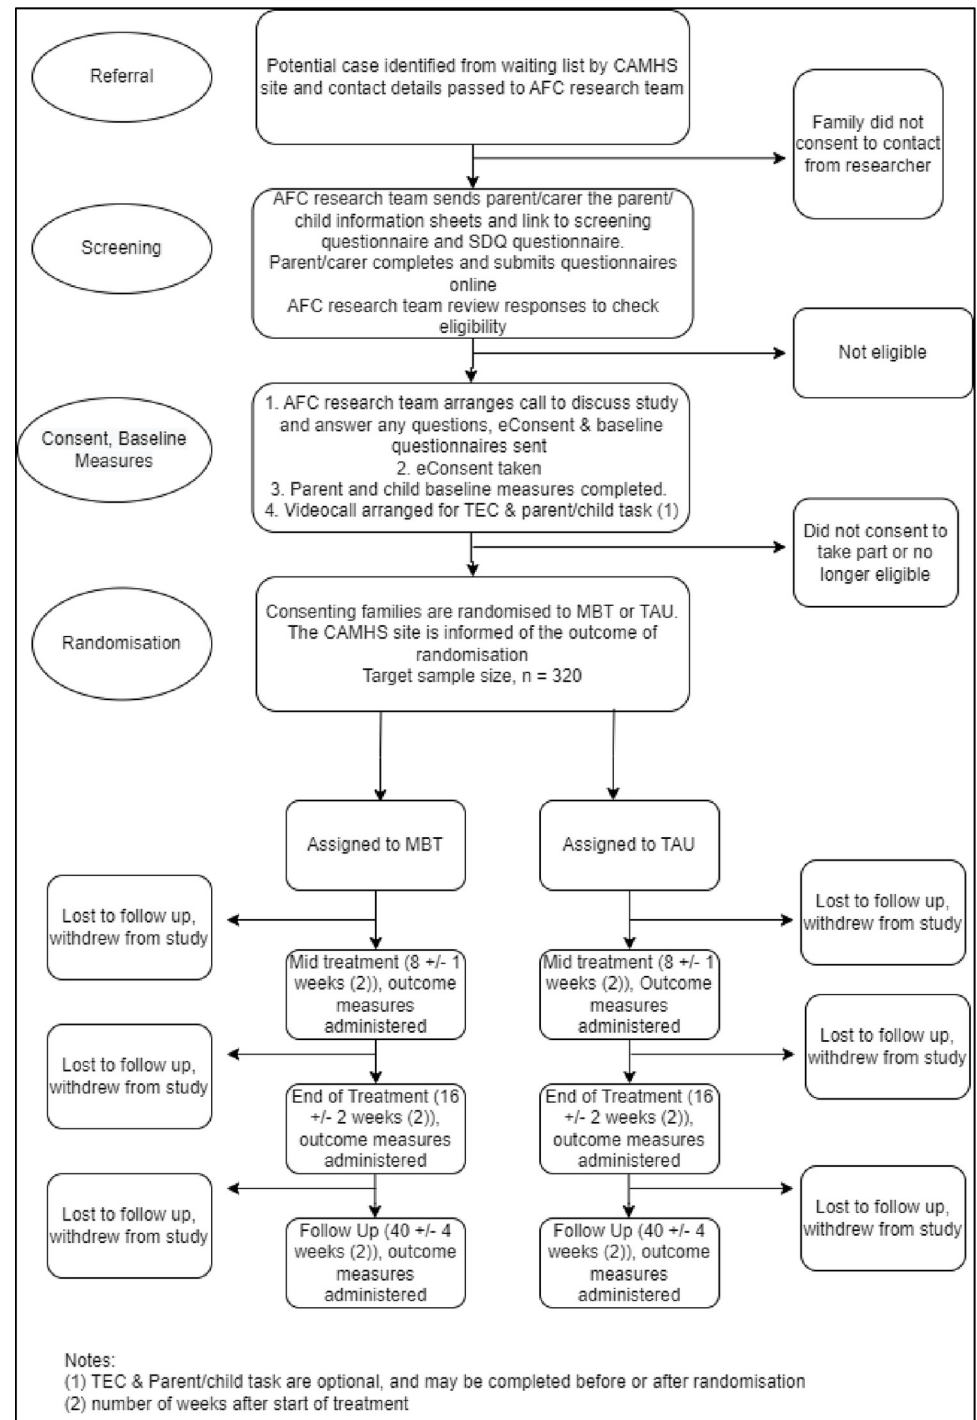 Referral
Potential case identified from waiting list by CAMHS
site and contact details passed to AFC research team
Family did not
consent to contact
from researcher
Screening
AFC research team sends parent/carer the parent/
child information sheets and link to screening
questionnaire and SDQ questionnaire.
Parent/carer completes and submits questionnaires
online
AFC research team review responses to check
eligibility
Not eligible
Consent, Baseline
Measures
1. AFC research team arranges call to discuss study
and answer any questions, eConsent & baseline
questionnaires sent
2. eConsent taken
3. Parent and child baseline measures completed.
4. Videocall arranged for TEC & parent/child task (1)
Did not consent to
take part or no
longer eligible
Randomisation
Consenting families are randomised to MBT or TAU.
The CAMHS site is informed of the outcome of
randomisation
Target sample size, n = 320
Assigned to MBT
Assigned to TAU
Lost to follow up,
withdrew from study
Lost to follow up,
withdrew from study
Mid treatment (8 +/- 1
weeks (2)), outcome
measures
administered
Mid treatment (8 +/- 1
weeks (2)), Outcome
measures
administered
Lost to follow up,
withdrew from study
Lost to follow up,
withdrew from study
End of Treatment (16
+/- 2 weeks (2)),
outcome measures
administered
End of Treatment (16
+/- 2 weeks (2)),
outcome measures
administered
Lost to follow up,
withdrew from study
Lost to follow up,
withdrew from study
Follow Up (40 +/- 4
weeks (2)), outcome
measures
administered
Follow Up (40 +/- 4
weeks (2)), outcome
measures
administered
Notes:
(1) TEC & Parent/child task are optional, and may be completed before or after randomisation
(2) number of weeks after start of treatment